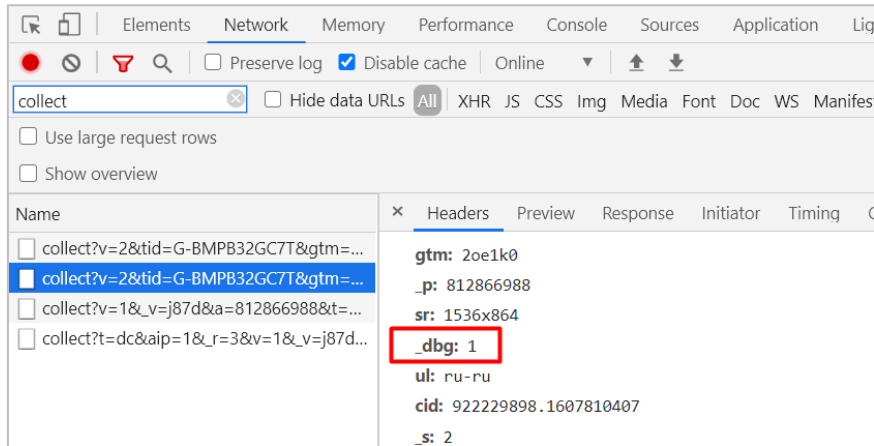 Elements Network Memory Performance Console Sources Application Lig
Preserve log Disable cache Online
collect Hide data URLs All XHR JS CSS Img Media Font Doc WS Manifes
Use large request rows
Show overview
Name
collect?v=2&tid=G-BMPB32GC7T&gtm=...
collect?v=2&tid=G-BMPB32GC7T&gtm=...
collect?v=1&_v=j87d&a=812866988&t=...
collect?t=dc&aip=1&_r=3&v=1&_v=j87d...
× Headers Preview Response Initiator Timing
gtm: 2oe1k0
_p: 812866988
sr: 1536x864
_dbg: 1
ul: ru-ru
cid: 922229898.1607810407
_s: 2